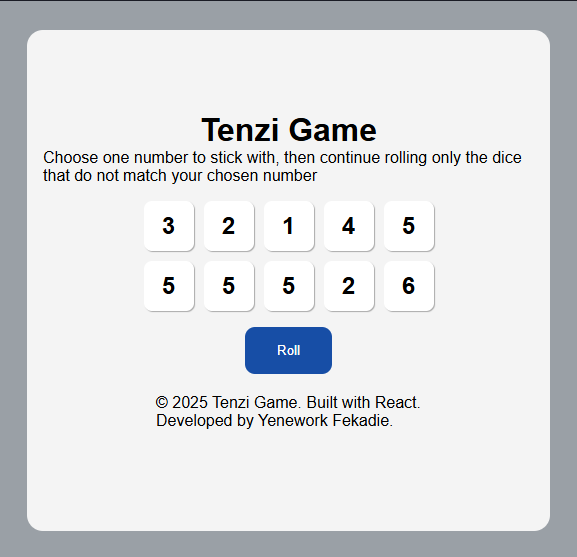 Tenzi Game
Choose one number to stick with, then continue rolling only the dice
that do not match your chosen number
3 2 1 4 5
5 5 5 2 6
Roll
© 2025 Tenzi Game. Built with React.
Developed by Yenework Fekadie.